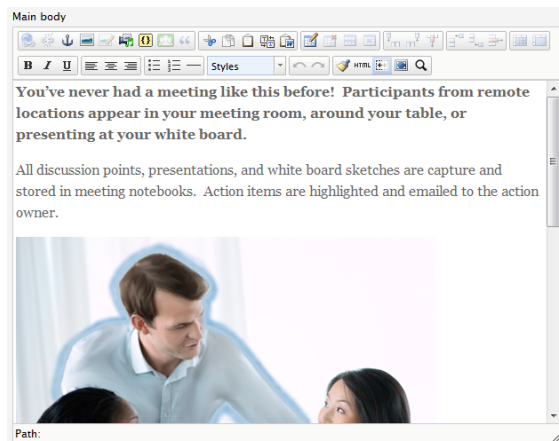 Main body
B I U Styles HTML
You've never had a meeting like this before!  Participants from remote
locations appear in your meeting room, around your table, or
presenting at your white board.
All discussion points, presentations, and white board sketches are capture and
stored in meeting notebooks.  Action items are highlighted and emailed to the action
owner.
Path: